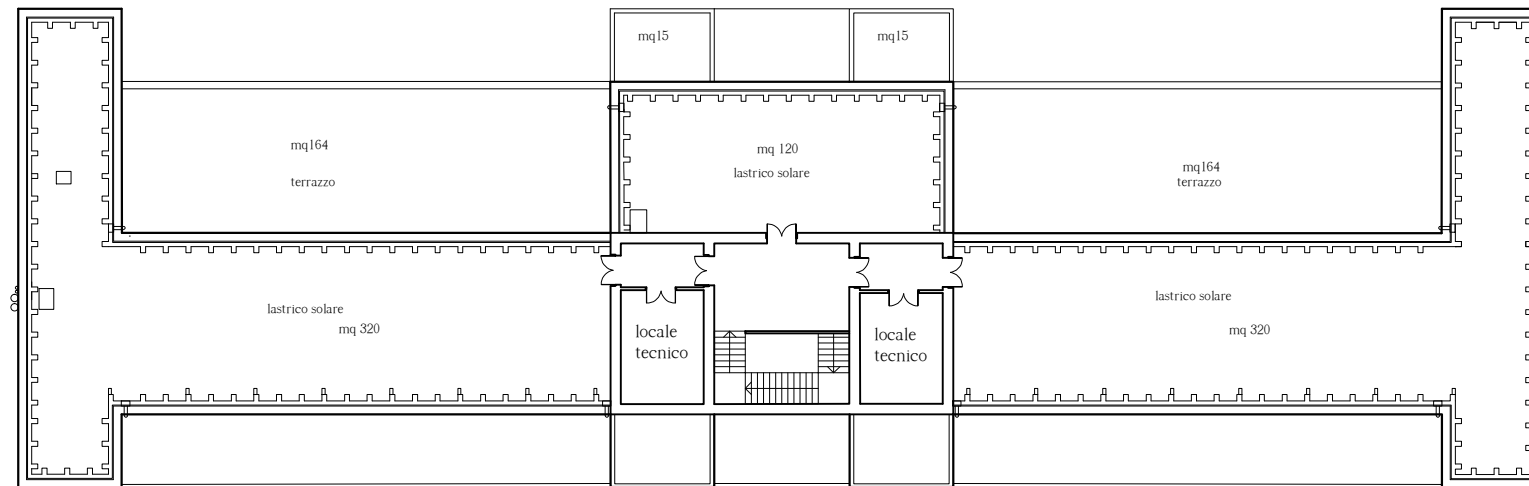 mq15
mq15
mq164
terrazzo
mq 120
lastrico solare
mq164
terrazzo
lastrico solare
mq 320
lastrico solare
mq 320
locale
tecnico
locale
tecnico